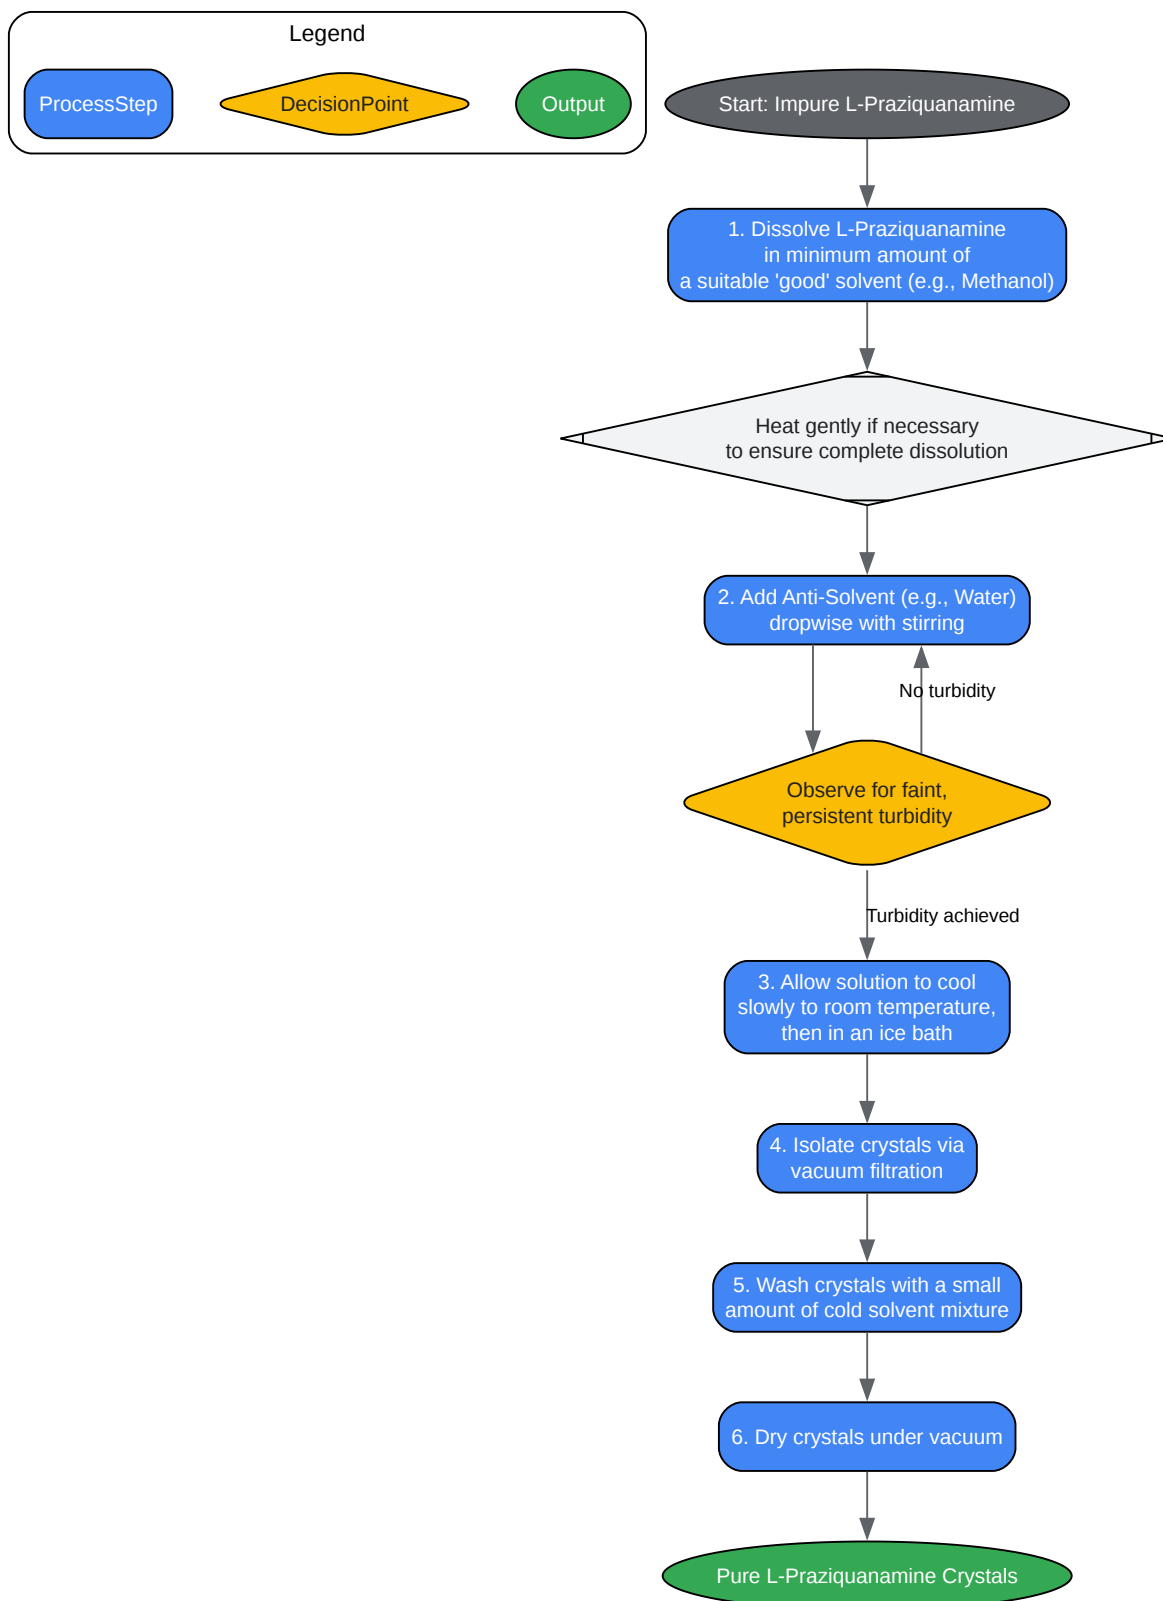 Legend
ProcessStep
DecisionPoint
Output
Start: Impure L-Praziquanamine
1. Dissolve L-Praziquanamine
in minimum amount of
a suitable 'good' solvent (e.g., Methanol)
Heat gently if necessary
to ensure complete dissolution
2. Add Anti-Solvent (e.g., Water)
dropwise with stirring
No turbidity
Observe for faint,
persistent turbidity
Turbidity achieved
3. Allow solution to cool
slowly to room temperature,
then in an ice bath
4. Isolate crystals via
vacuum filtration
5. Wash crystals with a small
amount of cold solvent mixture
6. Dry crystals under vacuum
Pure L-Praziquanamine Crystals